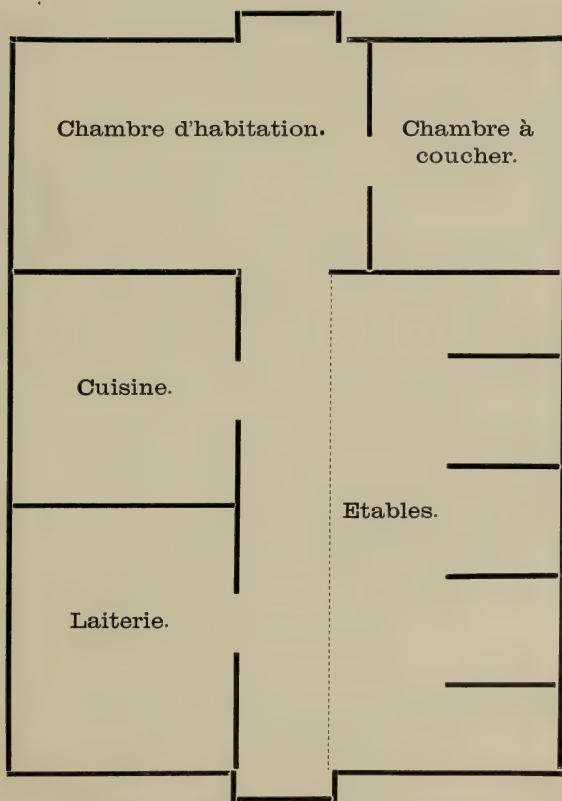 Chambre d'habitation.
Chambre à
coucher.
Cuisine.
Etables.
Laiterie.